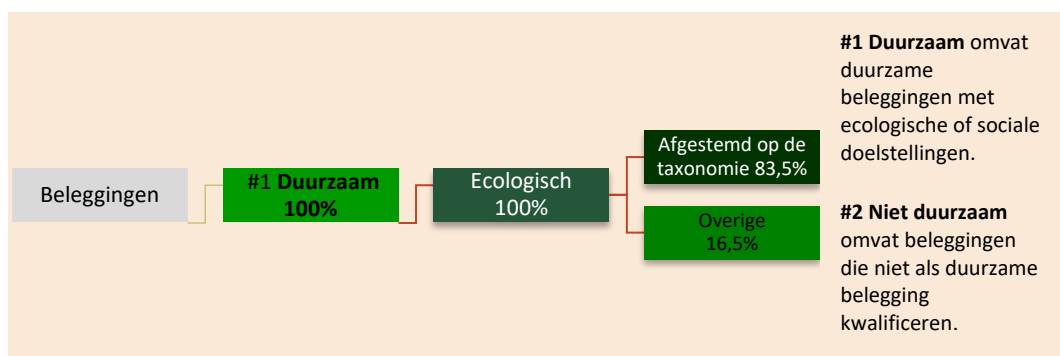 Beleggingen
#1 Duurzaam
100%
Ecologisch
100%
Afgestemd op de
taxonomie 83,5%
Overige
16,5%
#1 Duurzaam omvat
duurzame
beleggingen met
ecologische of sociale
doelstellingen.
#2 Niet duurzaam
omvat beleggingen
die niet als duurzame
belegging
kwalificeren.